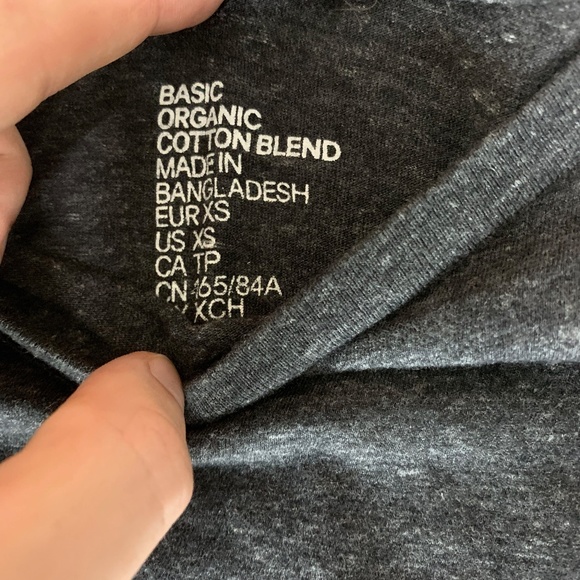 BASIC
ORGANIC
COTTON BLEND
MADE IN
BANGLADESH
EUR XS
US XS
CA TP
CN 165/84A
XCH